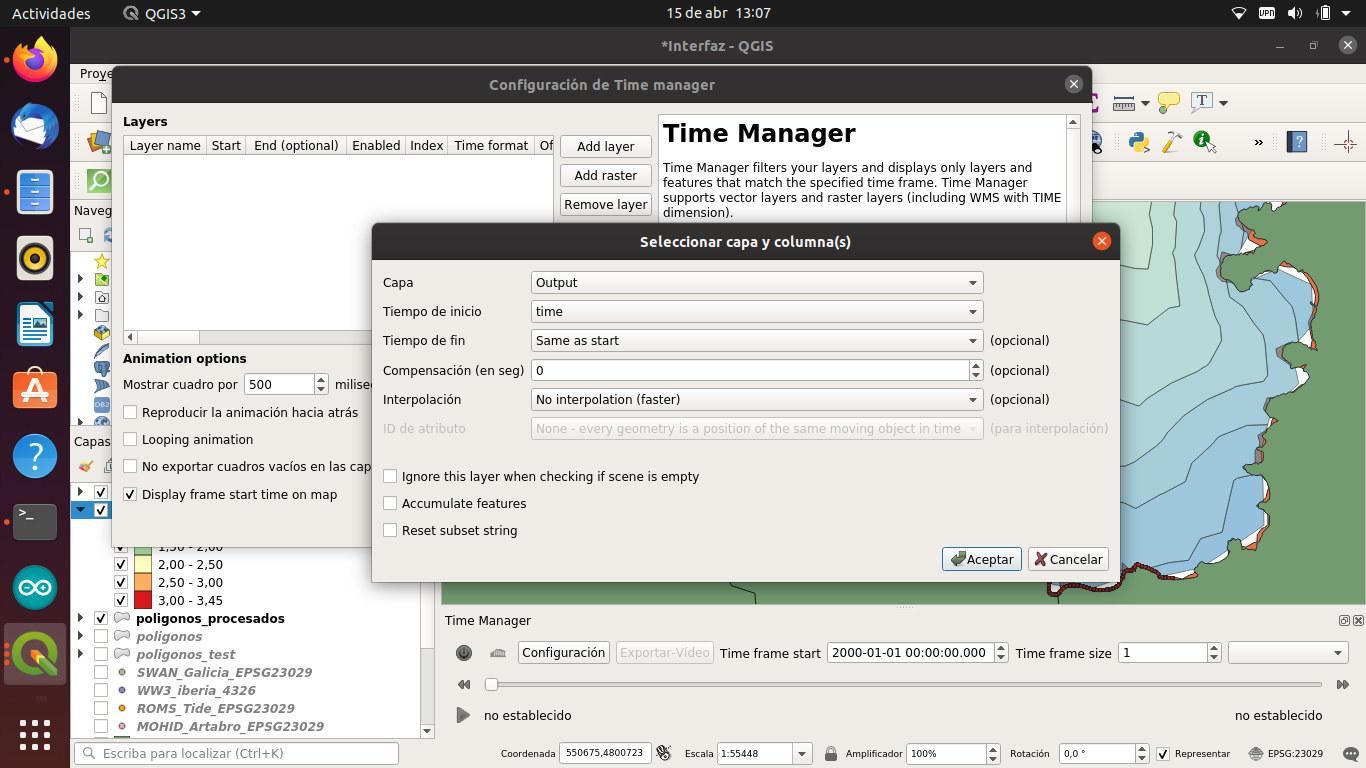 Actividades
QGIS3
15 de abr 13:07
VPN
*Interfaz - QGIS
Configuración de Time manager
Layers
Layer name Start End (optional) Enabled Index Time format Of
Add layer
Add raster
Remove layer
Time Manager
Time Manager filters your layers and displays only layers and
features that match the specified time frame. Time Manager
supports vector layers and raster layers (including WMS with TIME
dimension).
Seleccionar capa y columna(s)
Capa Output
Tiempo de inicio time
Tiempo de fin Same as start (opcional)
Compensación (en seg) 0 (opcional)
Interpolación No interpolation (faster) (opcional)
ID de atributo None - every geometry is a position of the same moving object in time (para interpolación)
Ignore this layer when checking if scene is empty
Accumulate features
Reset subset string
Aceptar Cancelar
Animation options
Mostrar cuadro por 500 milise
Reproducir la animación hacia atrás
Looping animation
No exportar cuadros vacíos en las cap
Display frame start time on map
Proye
Naveg
DB2
Capas
1,50 - 2,00
2,00 - 2,50
2,50 - 3,00
3,00 - 3,45
poligonos_procesados
poligonos
poligonos_test
SWAN_Galicia_EPSG23029
WW3_iberia_4326
ROMS_Tide_EPSG23029
MOHID_Artabro_EPSG23029
Time Manager
Configuración Exportar-Vídeo Time frame start 2000-01-01 00:00:00.000 Time frame size 1
no establecido no establecido
Escriba para localizar (Ctrl+K) Coordenada 550675,4800723 Escala 1:55448 Amplificador 100% Rotación 0,0 ° Representar EPSG:23029